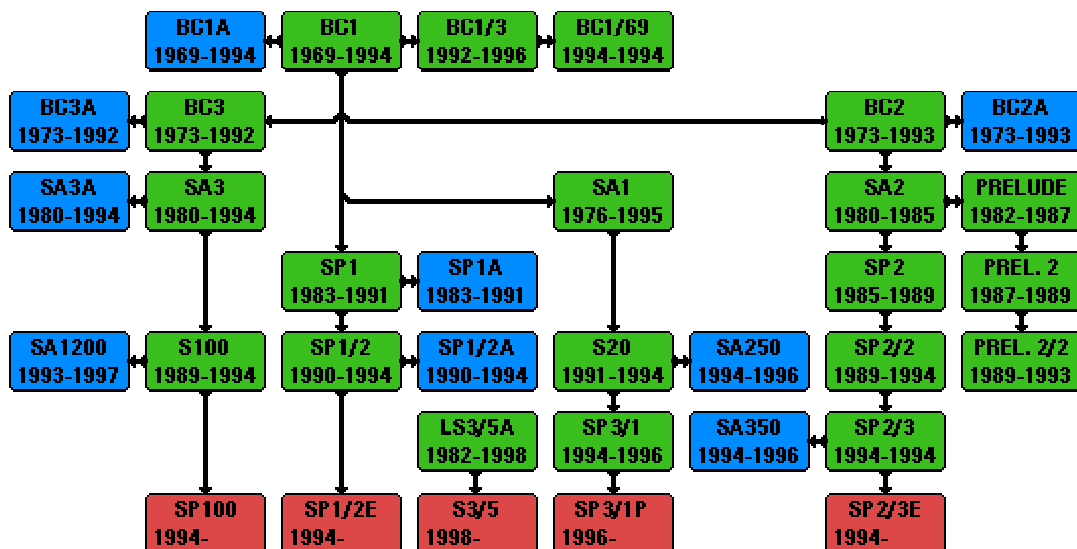 BC1A
1969-1994
BC1
1969-1994
BC1/3
1992-1996
BC1/69
1994-1994
BC3A
1973-1992
BC3
1973-1992
BC2
1973-1993
BC2A
1973-1993
SA3A
1980-1994
SA3
1980-1994
SA1
1976-1995
SA2
1980-1985
PRELUDE
1982-1987
SP1
1983-1991
SP1A
1983-1991
SP2
1985-1989
PREL. 2
1987-1989
SA1200
1993-1997
S100
1989-1994
SP1/2
1990-1994
SP1/2A
1990-1994
S20
1991-1994
SA250
1994-1996
SP2/2
1989-1994
PREL. 2/2
1989-1993
LS3/5A
1982-1998
SP3/1
1994-1996
SA350
1994-1996
SP2/3
1994-1994
SP100
1994-
SP1/2E
1994-
S3/5
1998-
SP3/1P
1996-
SP2/3E
1994-